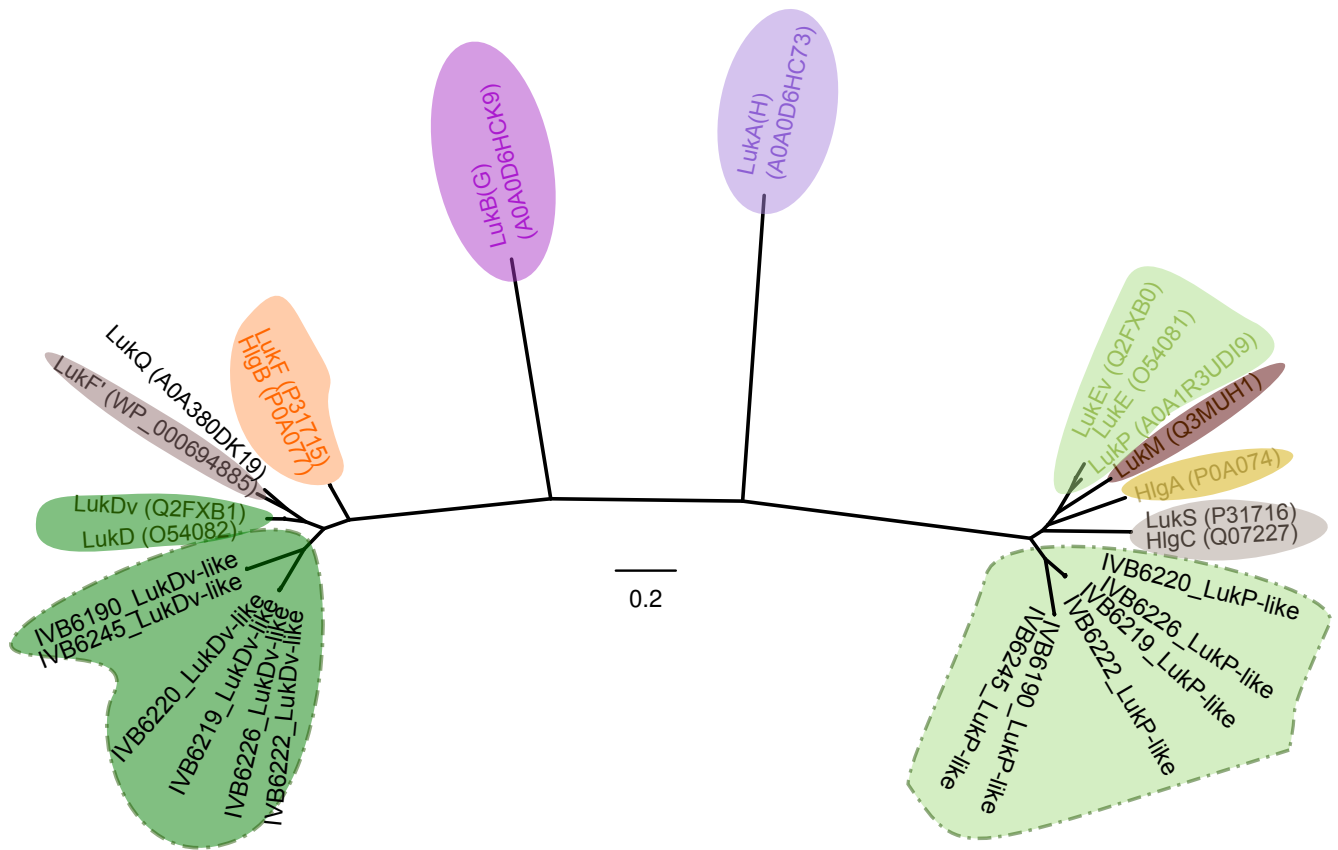 LukB(G)
(A0A0D6HCK9)
LukA(H)
(A0A0D6HC73)
LukF (P31715)
HlgB (P0A077)
LukQ (A0A380DK19)
LukF' (WP_000694885)
LukDv (Q2FXB1)
LukD (O54082)
IVB6190_LukDv-like
IVB6245_LukDv-like
IVB6220_LukDv-like
IVB6219_LukDv-like
IVB6226_LukDv-like
IVB6222_LukDv-like
0.2
LukEv (Q2FXB0)
LukE (O54081)
LukP (A0A1R3UDI9)
LukM (Q3MUH1)
HlgA (P0A074)
LukS (P31716)
HlgC (Q07227)
IVB6220_LukP-like
IVB6226_LukP-like
IVB6219_LukP-like
IVB6222_LukP-like
IVB6190_LukP-like
IVB6245_LukP-like